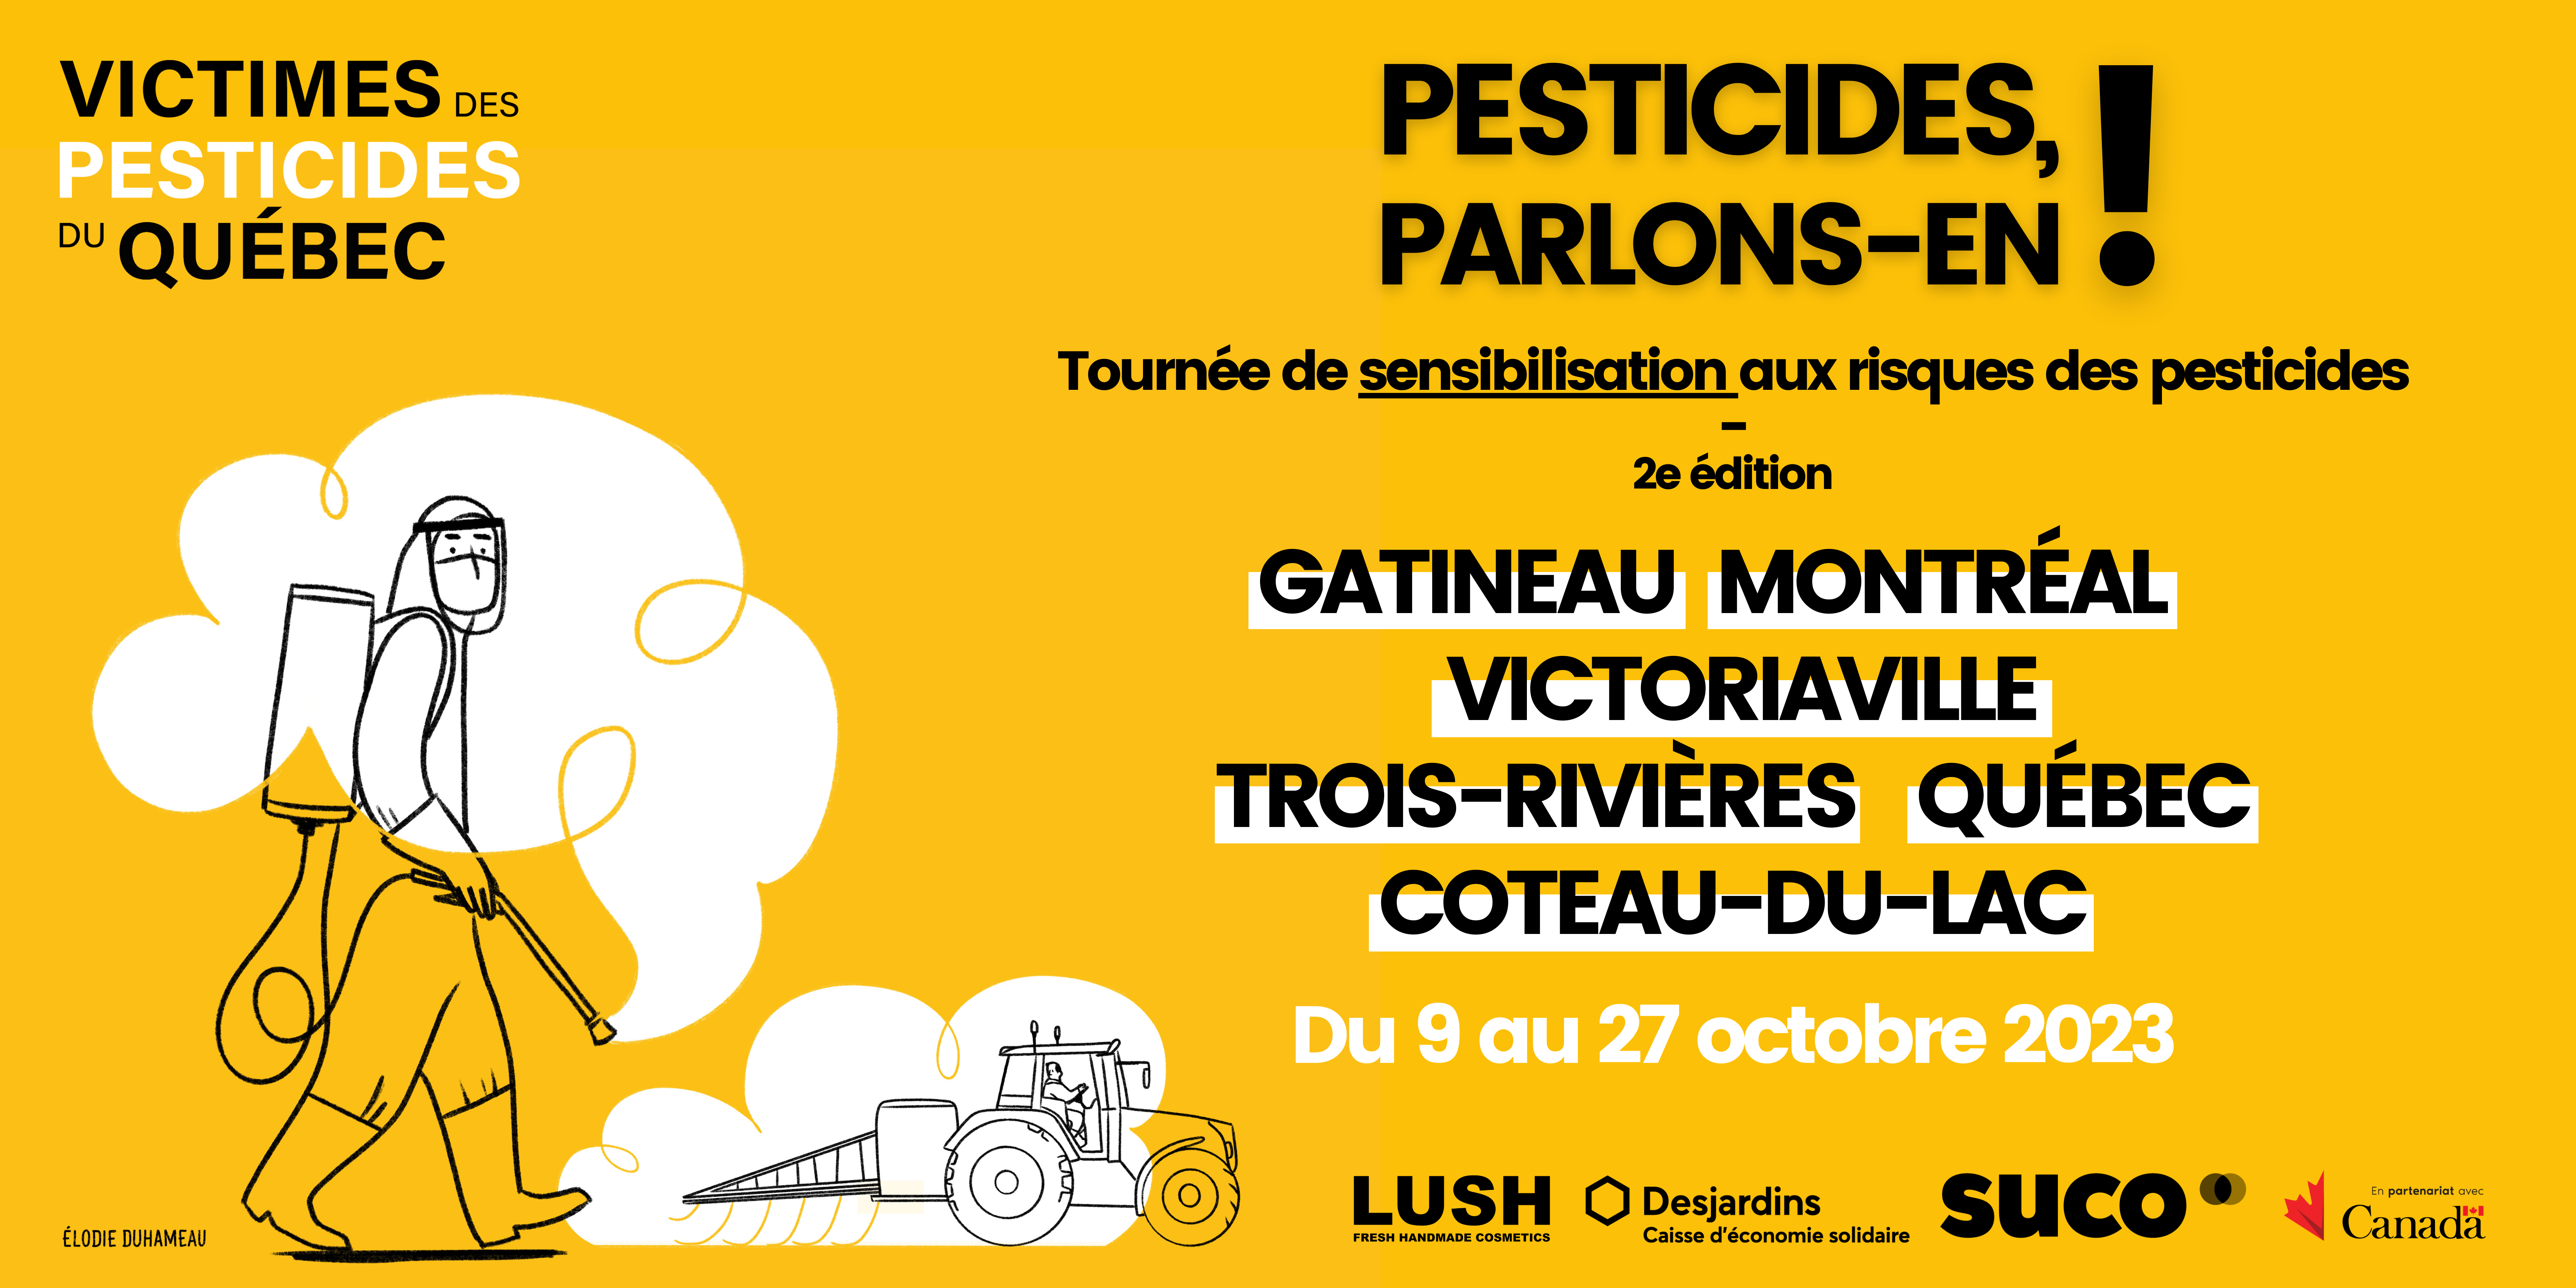 VICTIMES DES
PESTICIDES
DU QUÉBEC
PESTICIDES,
PARLONS-EN !
Tournée de sensibilisation aux risques des pesticides
-
2e édition
GATINEAU MONTRÉAL
VICTORIAVILLE
TROIS-RIVIÈRES QUÉBEC
COTEAU-DU-LAC
Du 9 au 27 octobre 2023
ÉLODIE DUHAMEAU
LUSH
FRESH HANDMADE COSMETICS
Desjardins
Caisse d'économie solidaire
suco
En partenariat avec
Canada